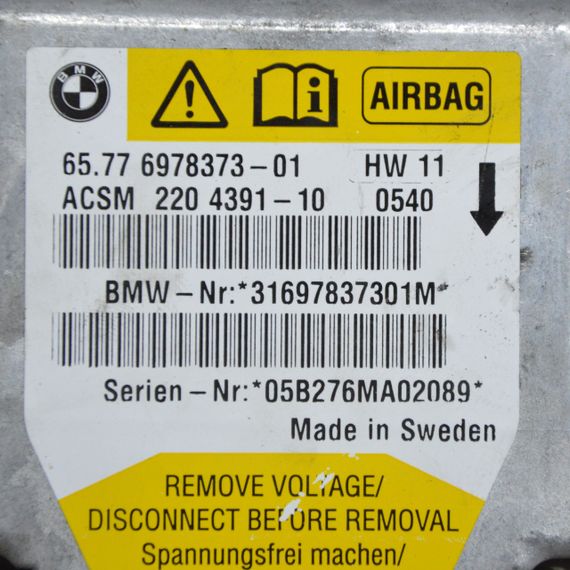 BMW
AIRBAG
65.77 6978373-01 HW 11
ACSM 220 4391-10 0540
BMW-Nr:*31697837301M*
Serien-Nr:*05B276MA02089*
Made in Sweden
REMOVE VOLTAGE/
DISCONNECT BEFORE REMOVAL
Spannungsfrei machen/